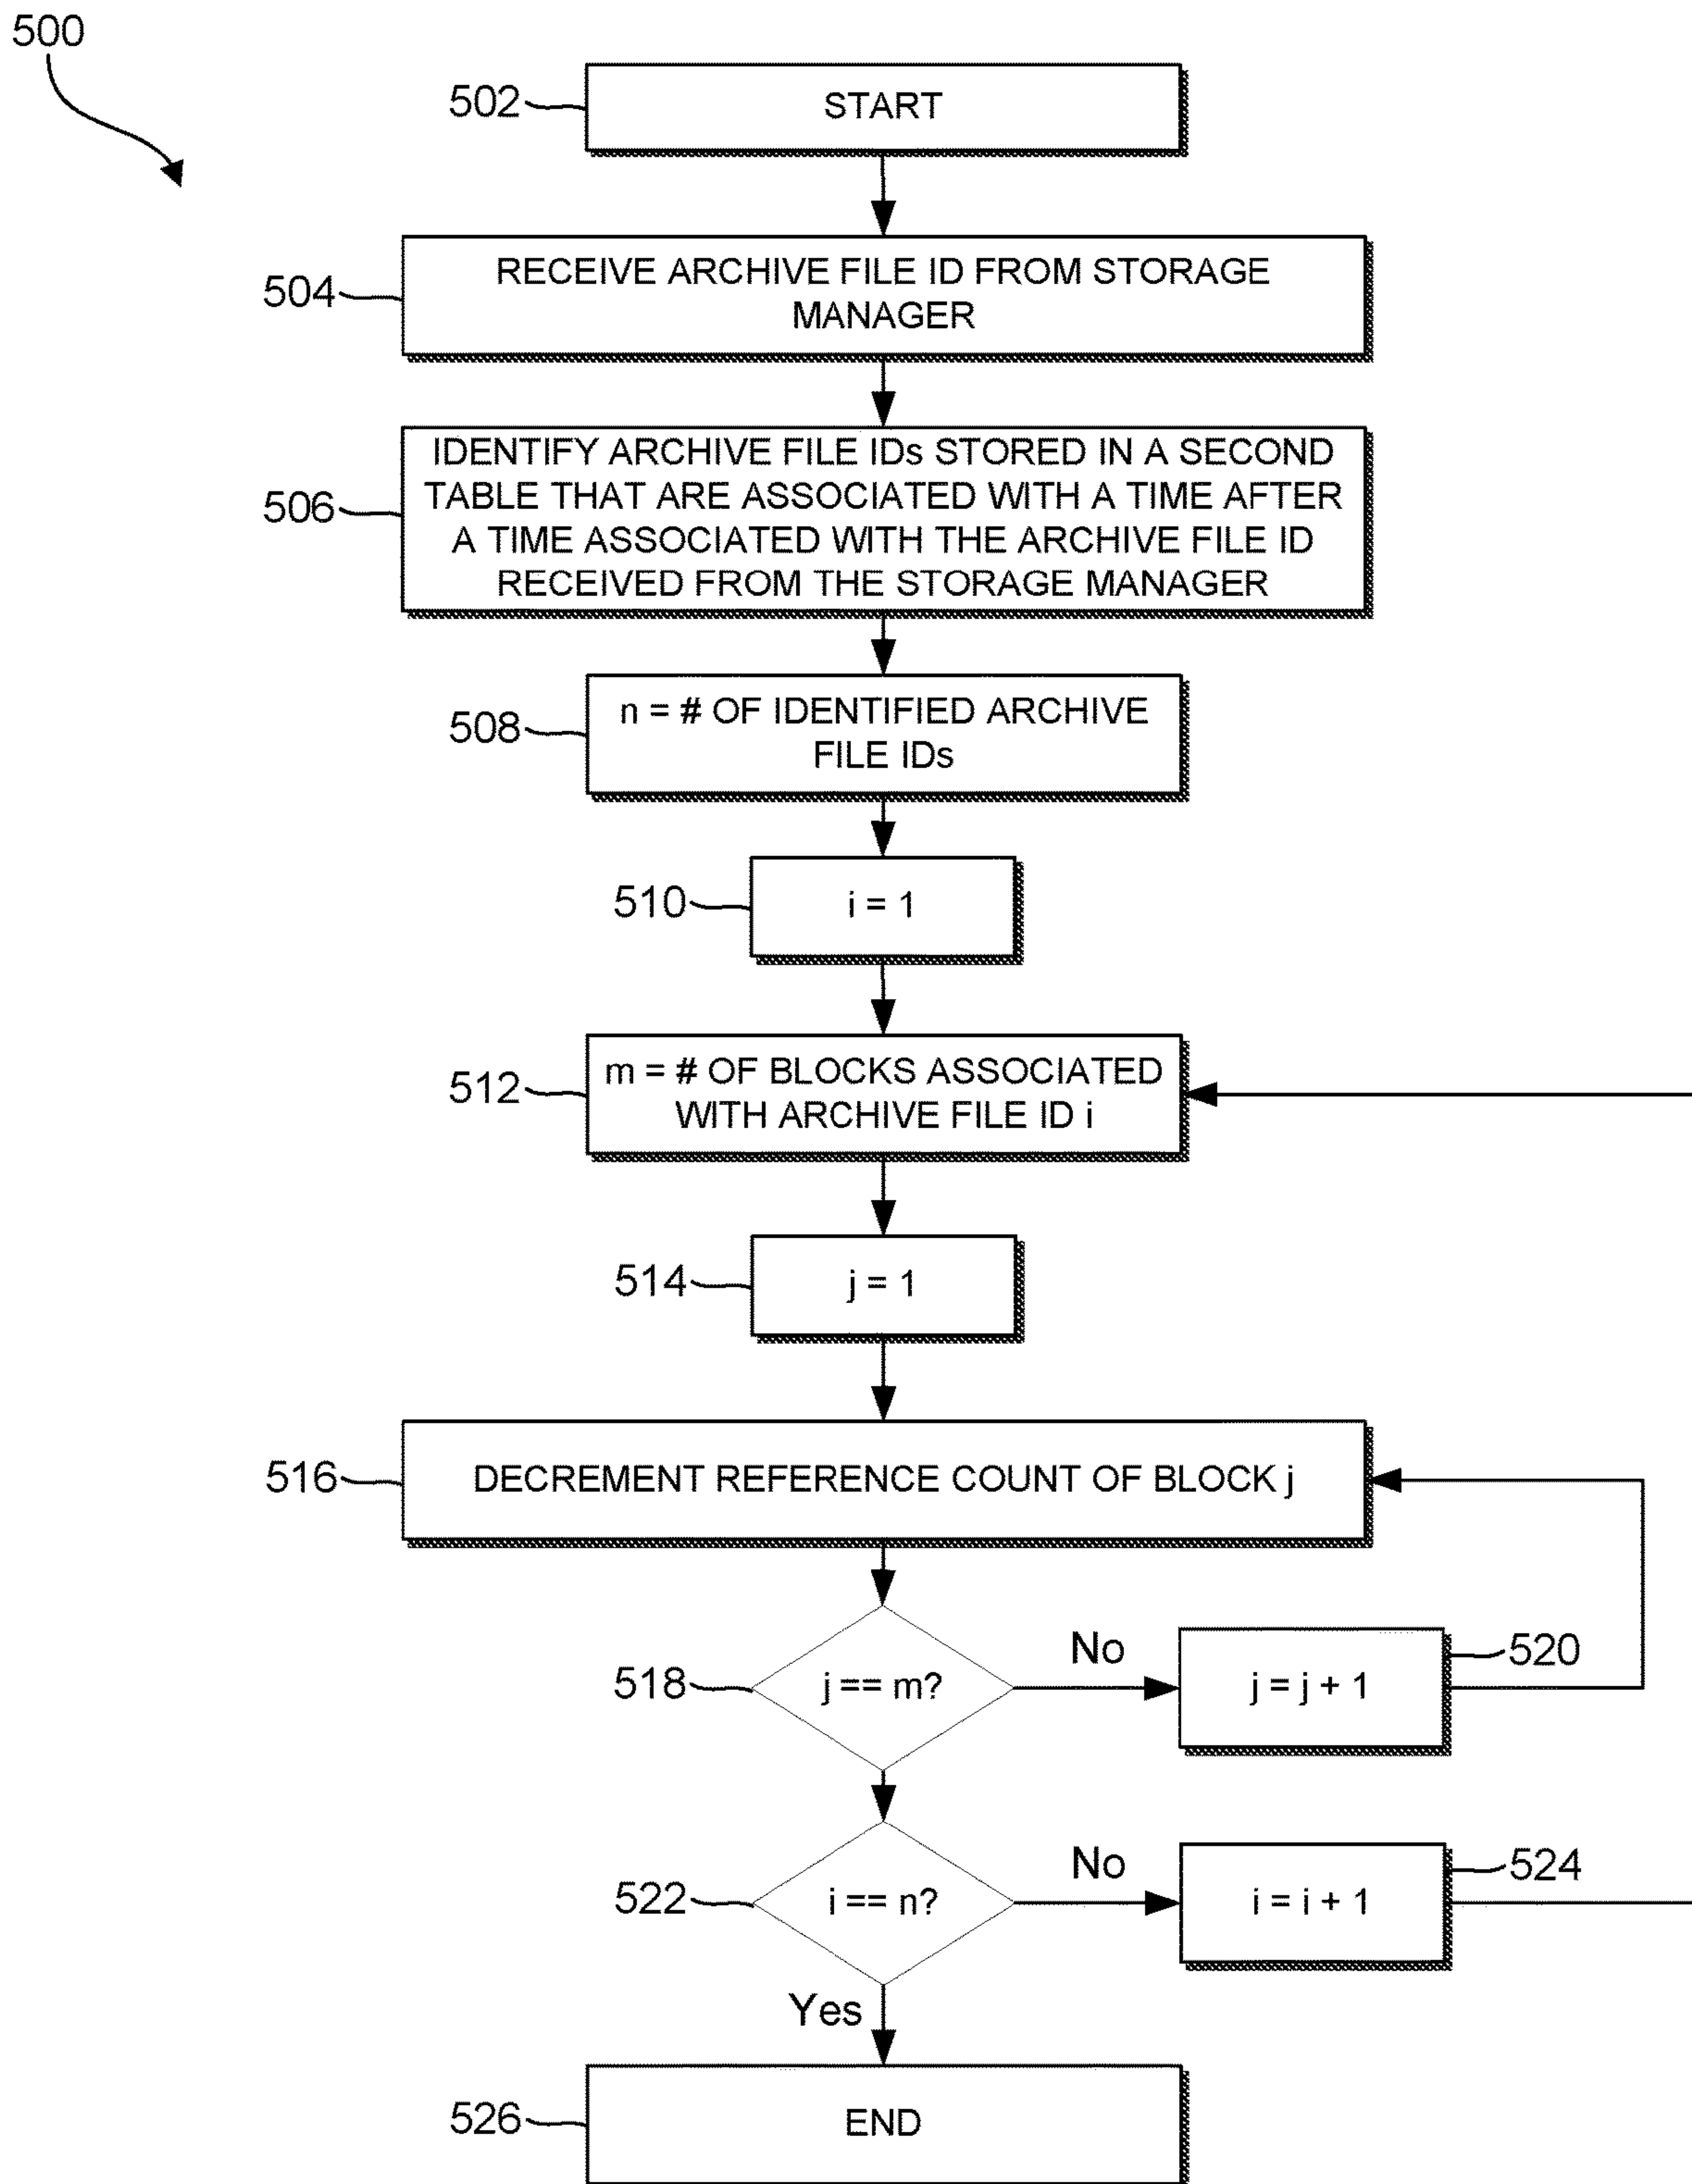 500
502
START
504
RECEIVE ARCHIVE FILE ID FROM STORAGE
MANAGER
506
IDENTIFY ARCHIVE FILE IDs STORED IN A SECOND
TABLE THAT ARE ASSOCIATED WITH A TIME AFTER
A TIME ASSOCIATED WITH THE ARCHIVE FILE ID
RECEIVED FROM THE STORAGE MANAGER
508
n = # OF IDENTIFIED ARCHIVE
FILE IDs
510
i = 1
512
m = # OF BLOCKS ASSOCIATED
WITH ARCHIVE FILE ID i
514
j = 1
516
DECREMENT REFERENCE COUNT OF BLOCK j
518
j == m?
No
j = j + 1
520
522
i == n?
No
i = i + 1
524
Yes
526
END